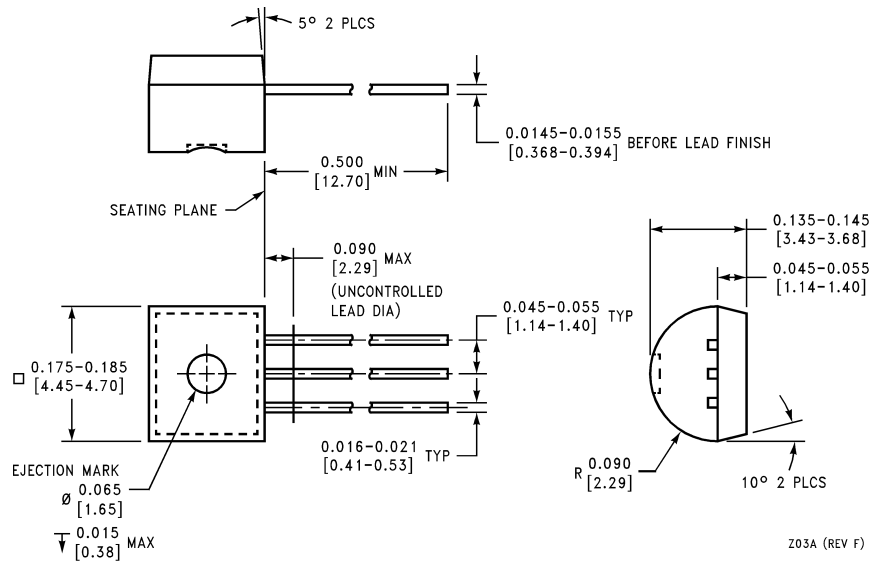 5° 2 PLCS
0.0145-0.0155
[0.368-0.394]
BEFORE LEAD FINISH
0.500
[12.70]
MIN
SEATING PLANE
0.090
[2.29]
MAX
(UNCONTROLLED
LEAD DIA)
0.135-0.145
[3.43-3.68]
0.045-0.055
[1.14-1.40]
0.045-0.055
[1.14-1.40]
TYP
0.175-0.185
[4.45-4.70]
0.016-0.021
[0.41-0.53]
TYP
EJECTION MARK
Ø 0.065
[1.65]
0.015
[0.38]
MAX
R 0.090
[2.29]
10° 2 PLCS
Z03A (REV F)